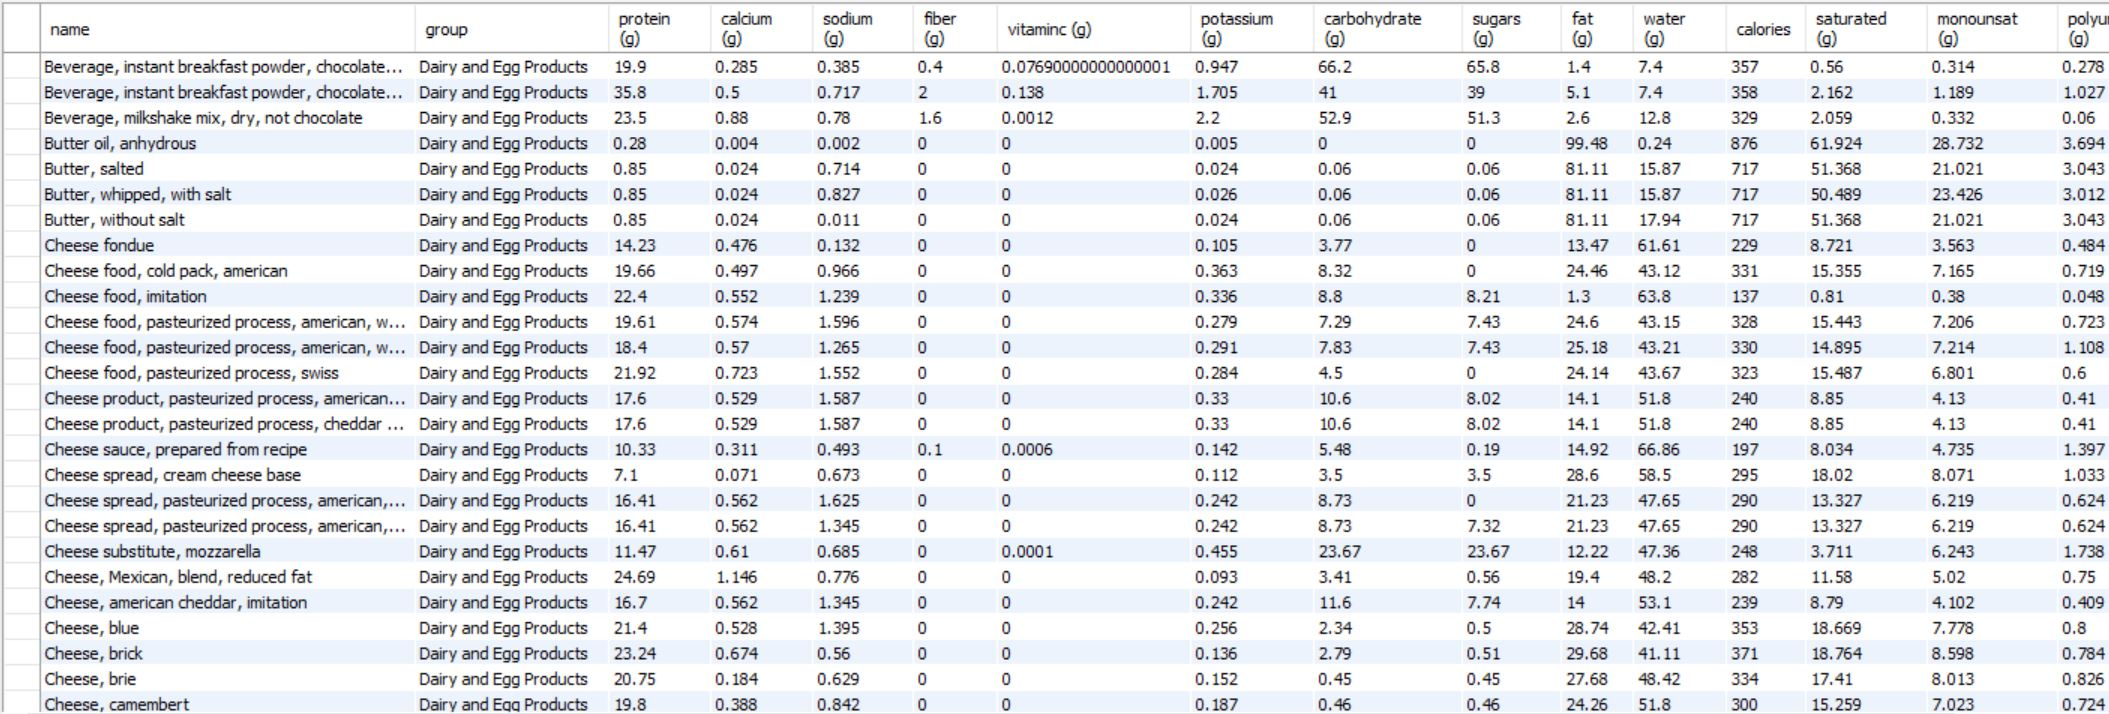 name group protein (g) calcium (g) sodium (g) fiber (g) vitaminc (g) potassium (g) carbohydrate (g) sugars (g) fat (g) water (g) calories saturated (g) monounsat (g) polyur (g)
Beverage, instant breakfast powder, chocolate... Dairy and Egg Products 19.9 0.285 0.385 0.4 0.07690000000000001 0.947 66.2 65.8 1.4 7.4 357 0.56 0.314 0.278
Beverage, instant breakfast powder, chocolate... Dairy and Egg Products 35.8 0.5 0.717 2 0.138 1.705 41 39 5.1 7.4 358 2.162 1.189 1.027
Beverage, milkshake mix, dry, not chocolate Dairy and Egg Products 23.5 0.88 0.78 1.6 0.0012 2.2 52.9 51.3 2.6 12.8 329 2.059 0.332 0.06
Butter oil, anhydrous Dairy and Egg Products 0.28 0.004 0.002 0 0 0.005 0 0 99.48 0.24 876 61.924 28.732 3.694
Butter, salted Dairy and Egg Products 0.85 0.024 0.714 0 0 0.024 0.06 0.06 81.11 15.87 717 51.368 21.021 3.043
Butter, whipped, with salt Dairy and Egg Products 0.85 0.024 0.827 0 0 0.026 0.06 0.06 81.11 15.87 717 50.489 23.426 3.012
Butter, without salt Dairy and Egg Products 0.85 0.024 0.011 0 0 0.024 0.06 0.06 81.11 17.94 717 51.368 21.021 3.043
Cheese fondue Dairy and Egg Products 14.23 0.476 0.132 0 0 0.105 3.77 0 13.47 61.61 229 8.721 3.563 0.484
Cheese food, cold pack, american Dairy and Egg Products 19.66 0.497 0.966 0 0 0.363 8.32 0 24.46 43.12 331 15.355 7.165 0.719
Cheese food, imitation Dairy and Egg Products 22.4 0.552 1.239 0 0 0.336 8.8 8.21 1.3 63.8 137 0.81 0.38 0.048
Cheese food, pasteurized process, american, w... Dairy and Egg Products 19.61 0.574 1.596 0 0 0.279 7.29 7.43 24.6 43.15 328 15.443 7.206 0.723
Cheese food, pasteurized process, american, w... Dairy and Egg Products 18.4 0.57 1.265 0 0 0.291 7.83 7.43 25.18 43.21 330 14.895 7.214 1.108
Cheese food, pasteurized process, swiss Dairy and Egg Products 21.92 0.723 1.552 0 0 0.284 4.5 0 24.14 43.67 323 15.487 6.801 0.6
Cheese product, pasteurized process, american... Dairy and Egg Products 17.6 0.529 1.587 0 0 0.33 10.6 8.02 14.1 51.8 240 8.85 4.13 0.41
Cheese product, pasteurized process, cheddar ... Dairy and Egg Products 17.6 0.529 1.587 0 0 0.33 10.6 8.02 14.1 51.8 240 8.85 4.13 0.41
Cheese sauce, prepared from recipe Dairy and Egg Products 10.33 0.311 0.493 0.1 0.0006 0.142 5.48 0.19 14.92 66.86 197 8.034 4.735 1.397
Cheese spread, cream cheese base Dairy and Egg Products 7.1 0.071 0.673 0 0 0.112 3.5 3.5 28.6 58.5 295 18.02 8.071 1.033
Cheese spread, pasteurized process, american,... Dairy and Egg Products 16.41 0.562 1.625 0 0 0.242 8.73 0 21.23 47.65 290 13.327 6.219 0.624
Cheese spread, pasteurized process, american,... Dairy and Egg Products 16.41 0.562 1.345 0 0 0.242 8.73 7.32 21.23 47.65 290 13.327 6.219 0.624
Cheese substitute, mozzarella Dairy and Egg Products 11.47 0.61 0.685 0 0.0001 0.455 23.67 23.67 12.22 47.36 248 3.711 6.243 1.738
Cheese, Mexican, blend, reduced fat Dairy and Egg Products 24.69 1.146 0.776 0 0 0.093 3.41 0.56 19.4 48.2 282 11.58 5.02 0.75
Cheese, american cheddar, imitation Dairy and Egg Products 16.7 0.562 1.345 0 0 0.242 11.6 7.74 14 53.1 239 8.79 4.102 0.409
Cheese, blue Dairy and Egg Products 21.4 0.528 1.395 0 0 0.256 2.34 0.5 28.74 42.41 353 18.669 7.778 0.8
Cheese, brick Dairy and Egg Products 23.24 0.674 0.56 0 0 0.136 2.79 0.51 29.68 41.11 371 18.764 8.598 0.784
Cheese, brie Dairy and Egg Products 20.75 0.184 0.629 0 0 0.152 0.45 0.45 27.68 48.42 334 17.41 8.013 0.826
Cheese, camembert Dairy and Egg Products 19.8 0.388 0.842 0 0 0.187 0.46 0.46 24.26 51.8 300 15.259 7.023 0.724